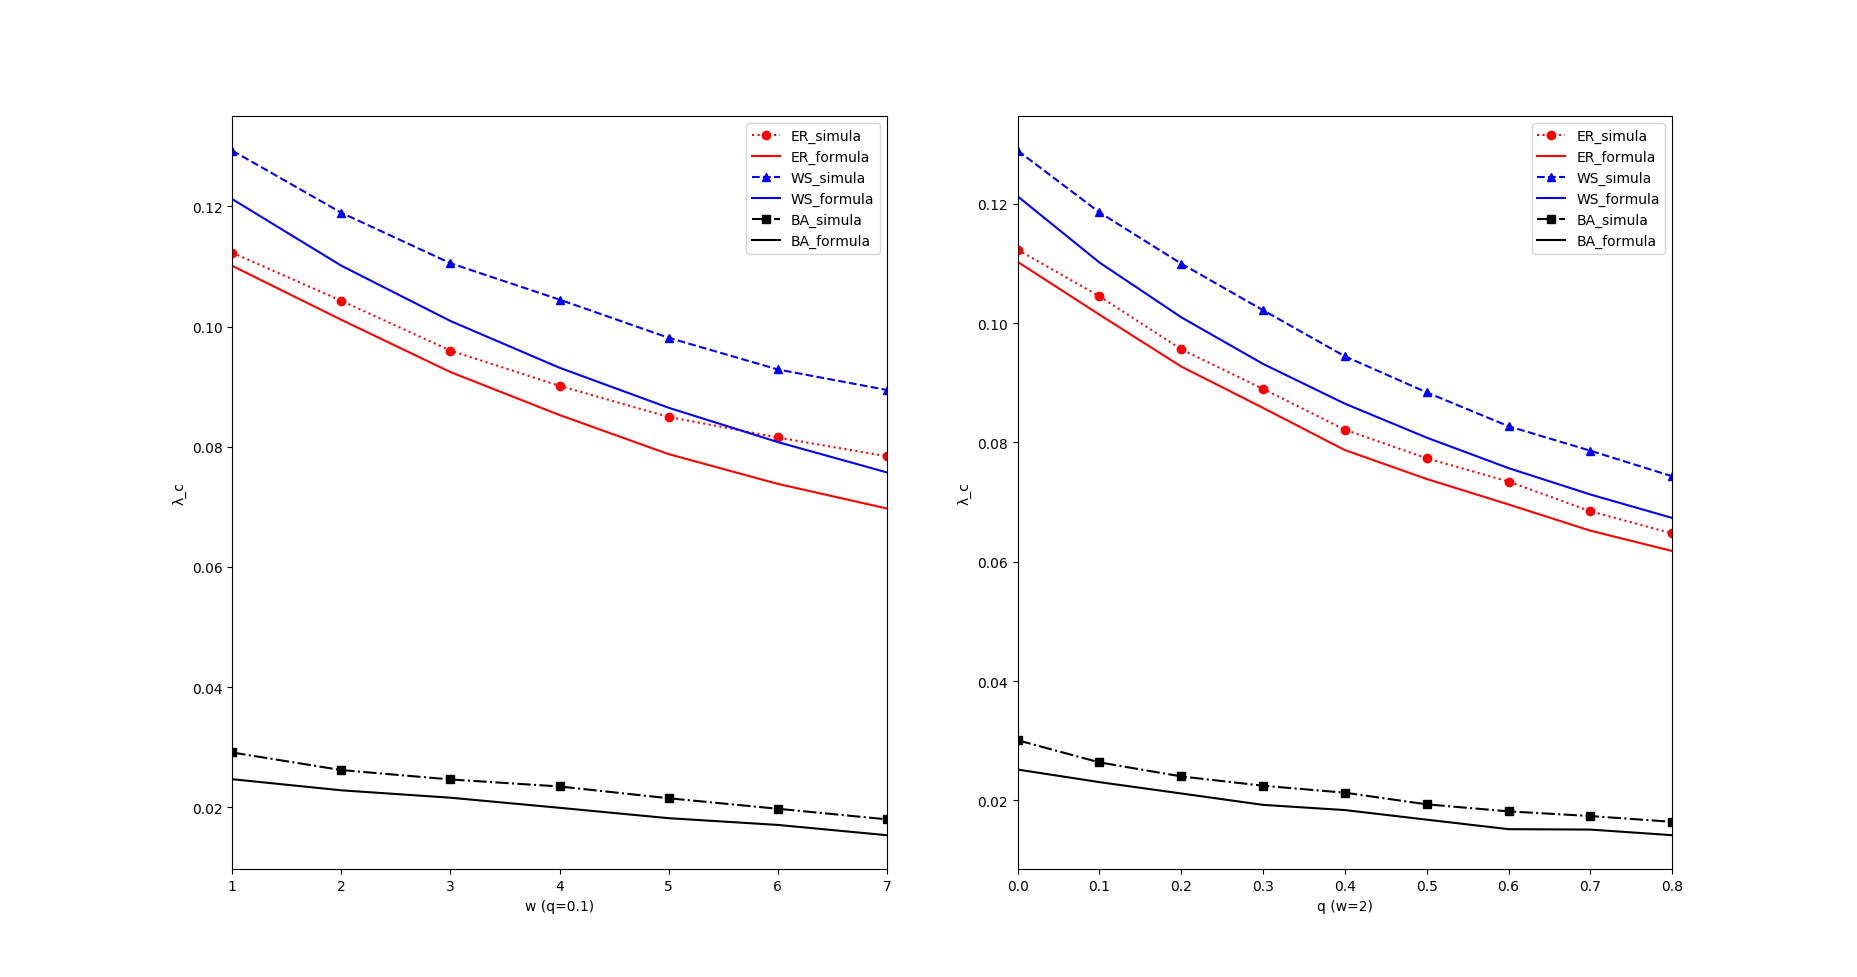 ER_simula
ER_formula
WS_simula
WS_formula
BA_simula
BA_formula
0.12
0.10
0.08
0.06
0.04
0.02
λ_c
1 2 3 4 5 6 7
w (q=0.1)
ER_simula
ER_formula
WS_simula
WS_formula
BA_simula
BA_formula
0.12
0.10
0.08
0.06
0.04
0.02
λ_c
0.0 0.1 0.2 0.3 0.4 0.5 0.6 0.7 0.8
q (w=2)